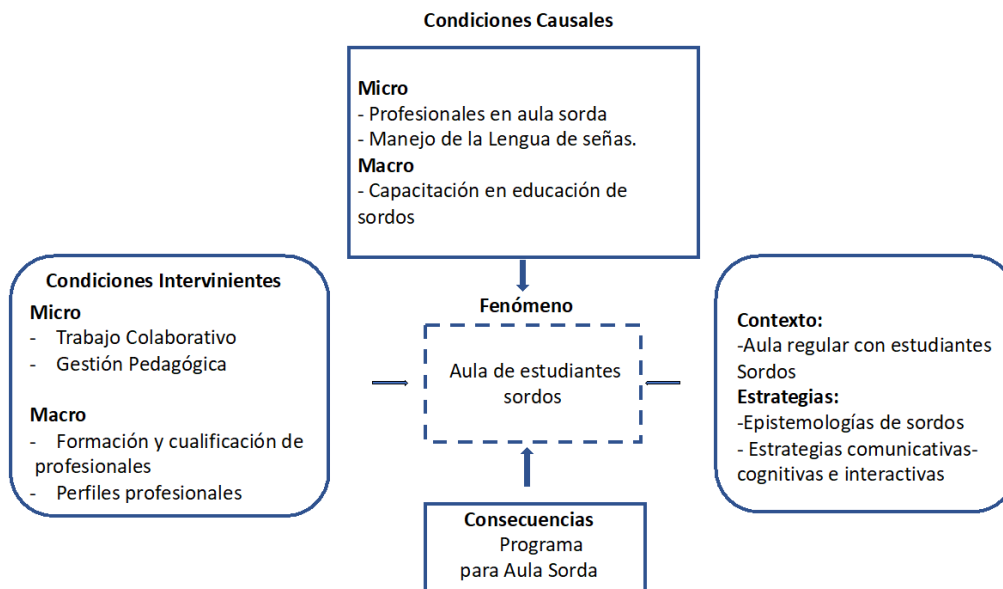 Condiciones Causales
Micro
- Profesionales en aula sorda
- Manejo de la Lengua de señas.
Macro
- Capacitación en educación de
sordos
Condiciones Intervinientes
Micro
- Trabajo Colaborativo
- Gestión Pedagógica
Macro
- Formación y cualificación de
profesionales
- Perfiles profesionales
Fenómeno
Aula de estudiantes
sordos
Contexto:
-Aula regular con estudiantes
Sordos
Estrategias:
-Epistemologías de sordos
- Estrategias comunicativas-
cognitivas e interactivas
Consecuencias
Programa
para Aula Sorda